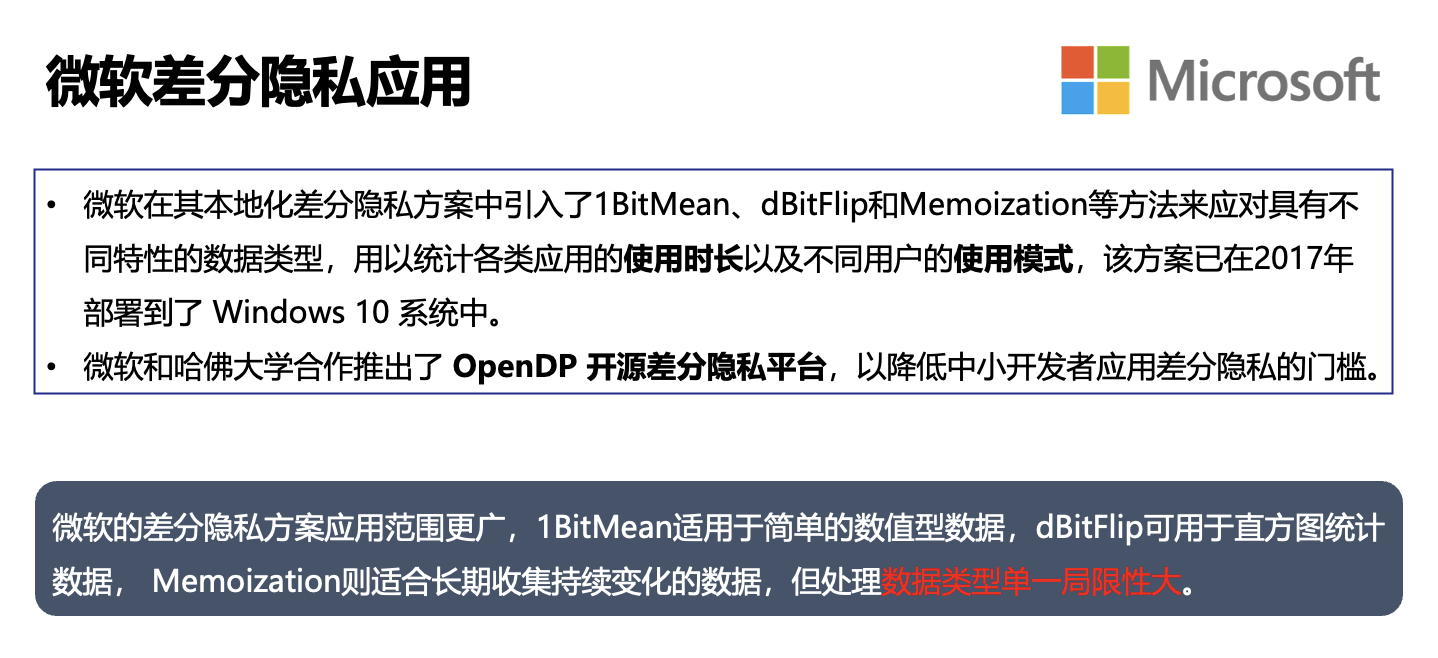 微软差分隐私应用
Microsoft
• 微软在其本地化差分隐私方案中引入了1BitMean、dBitFlip和Memoization等方法来应对具有不
同特性的数据类型，用以统计各类应用的使用时长以及不同用户的使用模式，该方案已在2017年
部署到了 Windows 10 系统中。
• 微软和哈佛大学合作推出了 OpenDP 开源差分隐私平台，以降低中小开发者应用差分隐私的门槛。
微软的差分隐私方案应用范围更广，1BitMean适用于简单的数值型数据，dBitFlip可用于直方图统计
数据， Memoization则适合长期收集持续变化的数据，但处理数据类型单一局限性大。